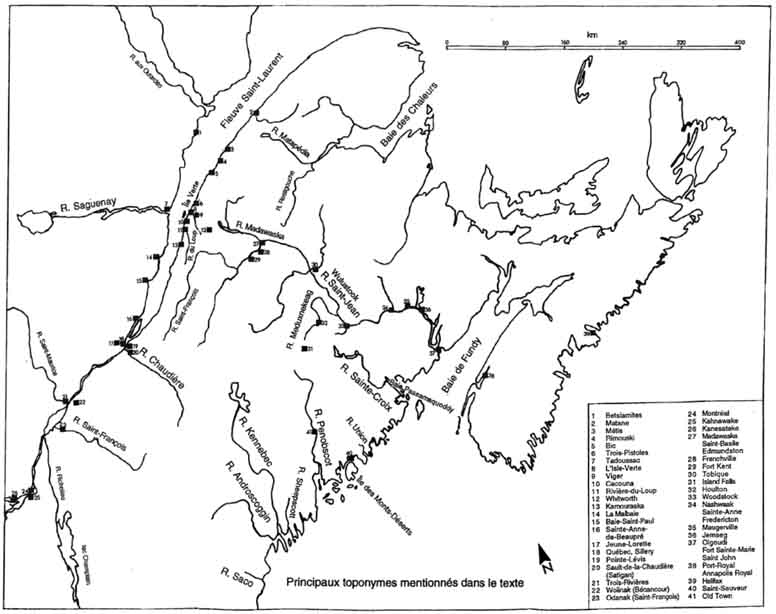 km
0 80 160 240 320 400
R. aux Outardes
Fleuve Saint-Laurent
R. Matapédia
Baie des Chaleurs
R. Restigouche
R. Saguenay
Île Verte
R. du Loup
R. Madawaska
R. Saint-François
Wulustook
R. Saint-Jean
R. Meduxnekeag
R. Saint-Maurice
R. Chaudière
R. Sainte-Croix
Baie Passamaquoddy
Baie de Fundy
R. Saint-François
R. Richelieu
lac Champlain
R. Kennebec
R. Androscoggin
R. Penobscot
R. Union
R. Sheepscot
Île des Monts-Déserts
R. Saco
Principaux toponymes mentionnés dans le texte
N
1 Betsiamites
2 Matane
3 Métis
4 Rimouski
5 Bic
6 Trois-Pistoles
7 Tadoussac
8 L'Isle-Verte
9 Viger
10 Cacouna
11 Rivière-du-Loup
12 Whitworth
13 Kamouraska
14 La Malbaie
15 Baie-Saint-Paul
16 Sainte-Anne-
de-Beaupré
17 Jeune-Lorette
18 Québec, Sillery
19 Pointe-Lévis
20 Sault-de-la-Chaudière
(Satigan)
21 Trois-Rivières
22 Wolinak (Bécancour)
23 Odanak (Saint-François)
24 Montréal
25 Kahnawake
26 Kanesatake
27 Madawaska
Saint-Basile
Edmundston
28 Frenchville
29 Fort Kent
30 Tobique
31 Island Falls
32 Houlton
33 Woodstock
34 Nashwaak
Sainte-Anne
Fredericton
35 Maugerville
36 Jemseg
37 Cigoudi
Fort Sainte-Marie
Saint John
38 Port-Royal
Annapolis Royal
39 Halifax
40 Saint-Sauveur
41 Old Town